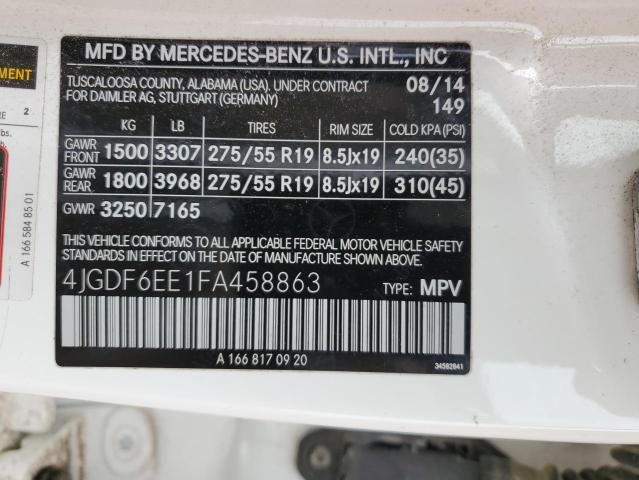 MFD BY MERCEDES-BENZ U.S. INTL., INC
TUSCALOOSA COUNTY, ALABAMA (USA). UNDER CONTRACT 08/14
FOR DAIMLER AG, STUTTGART (GERMANY) 149
KG LB TIRES RIM SIZE COLD KPA (PSI)
GAWR FRONT 1500 3307 275/55 R19 8.5Jx19 240(35)
GAWR REAR. 1800 3968 275/55 R19 8.5Jx19 310(45)
GVWR 3250 7165
THIS VEHICLE CONFORMS TO ALL APPLICABLE FEDERAL MOTOR VEHICLE SAFETY
STANDARDS IN EFFECT ON THE DATE OF MANUFACTURE SHOWN ABOVE.
4JGDF6EE1FA458863 TYPE: MPV
A 166 817 09 20
34582841
MENT
2
lbs.
A 166 584 85 01